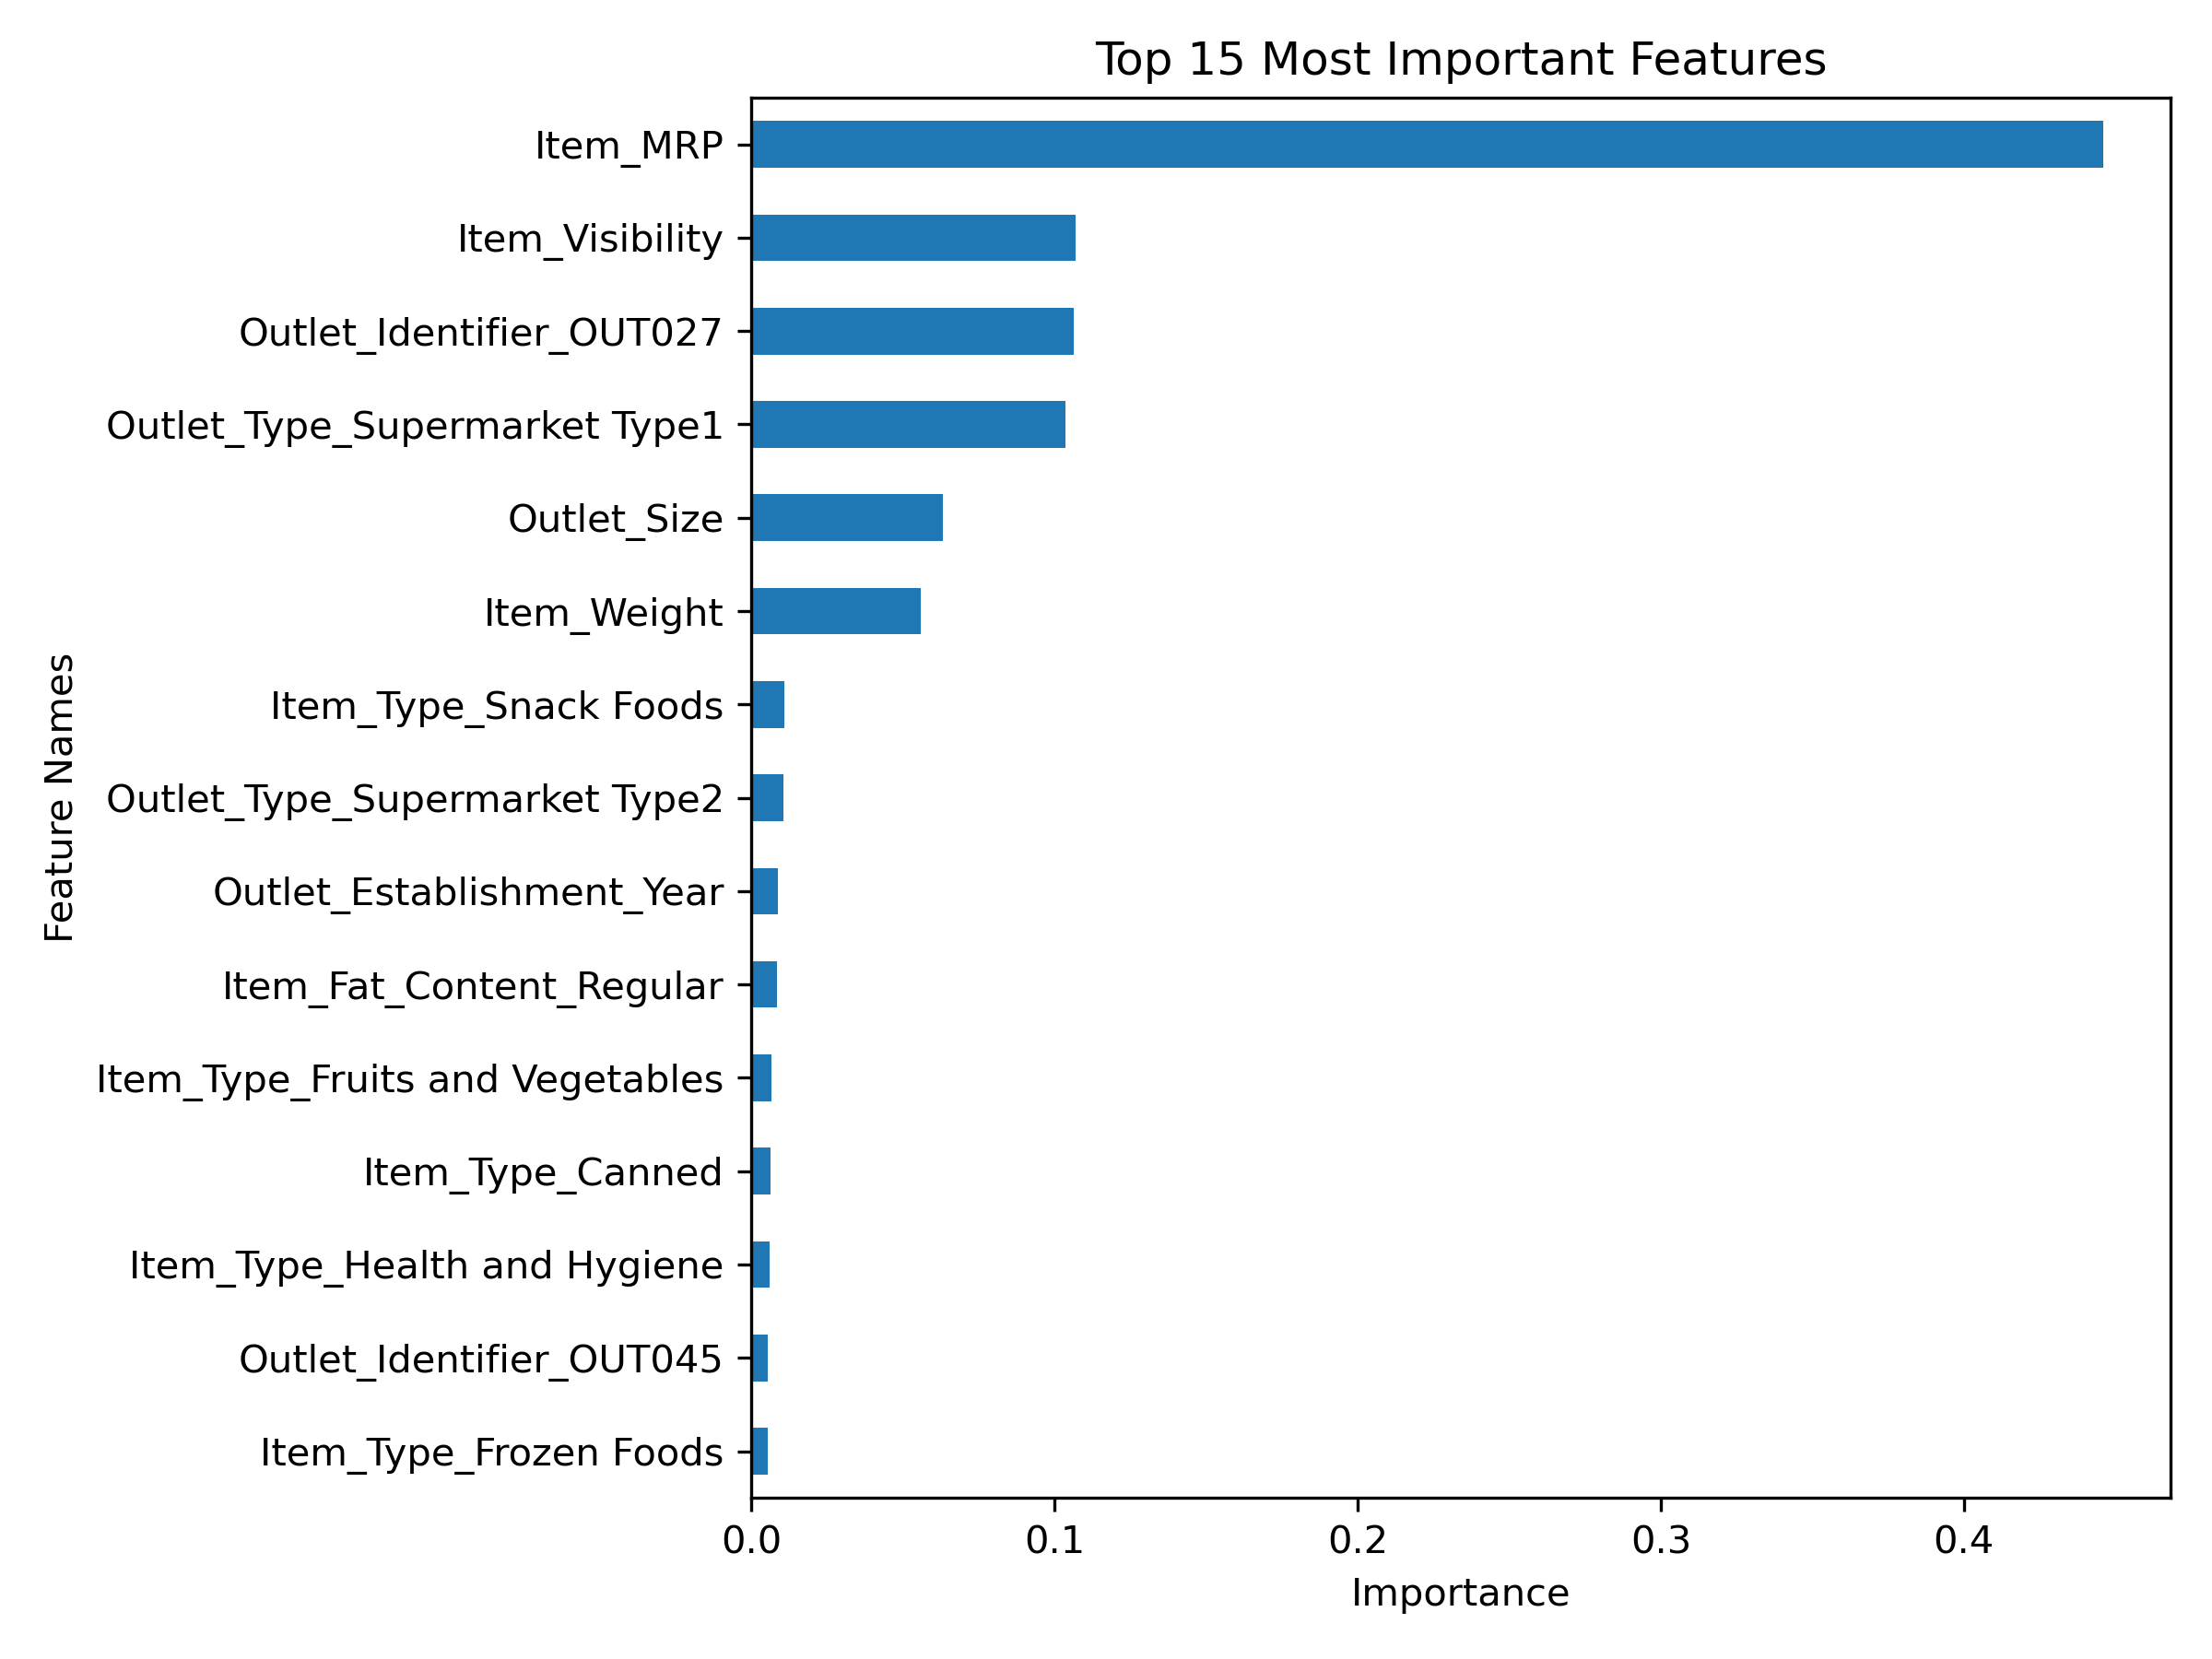 Top 15 Most Important Features
Item_MRP
Item_Visibility
Outlet_Identifier_OUT027
Outlet_Type_Supermarket Type1
Outlet_Size
Item_Weight
Item_Type_Snack Foods
Outlet_Type_Supermarket Type2
Outlet_Establishment_Year
Item_Fat_Content_Regular
Item_Type_Fruits and Vegetables
Item_Type_Canned
Item_Type_Health and Hygiene
Outlet_Identifier_OUT045
Item_Type_Frozen Foods
Feature Names
0.0 0.1 0.2 0.3 0.4
Importance